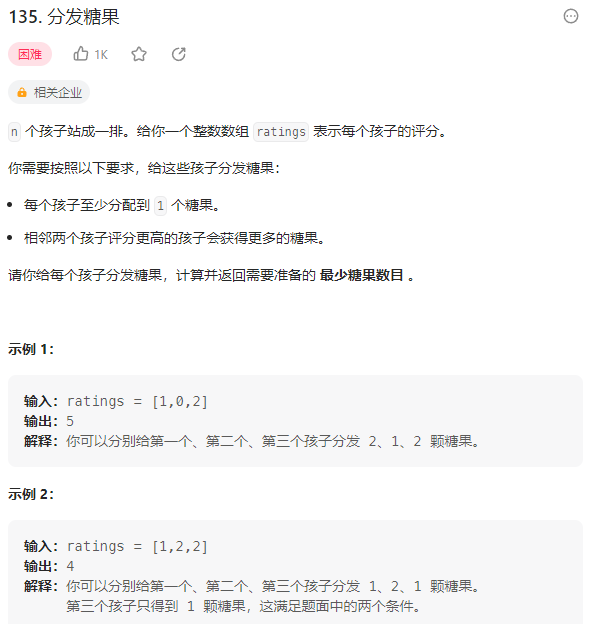 135. 分发糖果
困难 1K
相关企业
n 个孩子站成一排。给你一个整数数组 ratings 表示每个孩子的评分。
你需要按照以下要求，给这些孩子分发糖果：
• 每个孩子至少分配到 1 个糖果。
• 相邻两个孩子评分更高的孩子会获得更多的糖果。
请你给每个孩子分发糖果，计算并返回需要准备的 最少糖果数目 。
示例 1：
输入：ratings = [1,0,2]
输出：5
解释：你可以分别给第一个、第二个、第三个孩子分发 2、1、2 颗糖果。
示例 2：
输入：ratings = [1,2,2]
输出：4
解释：你可以分别给第一个、第二个、第三个孩子分发 1、2、1 颗糖果。
第三个孩子只得到 1 颗糖果，这满足题面中的两个条件。